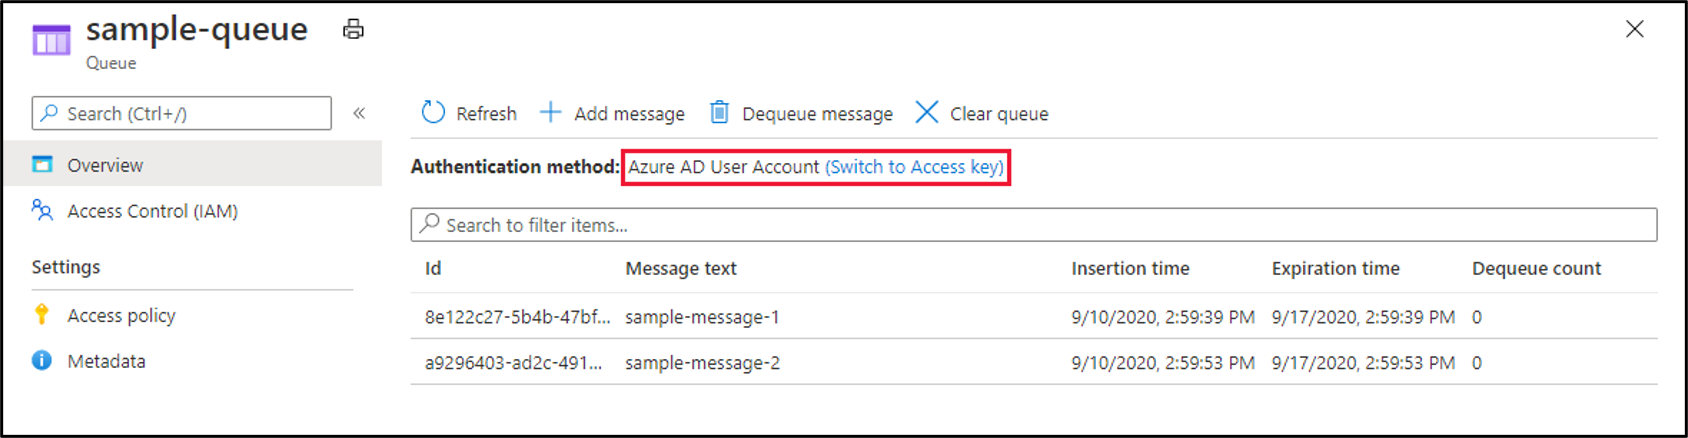 sample-queue
Queue
Search (Ctrl+/)
«
Overview
Access Control (IAM)
Settings
Access policy
Metadata
Refresh Add message Dequeue message Clear queue
Authentication method: Azure AD User Account (Switch to Access key)
Search to filter items...
Id Message text Insertion time Expiration time Dequeue count
8e122c27-5b4b-47bf... sample-message-1 9/10/2020, 2:59:39 PM 9/17/2020, 2:59:39 PM 0
a9296403-ad2c-491... sample-message-2 9/10/2020, 2:59:53 PM 9/17/2020, 2:59:53 PM 0